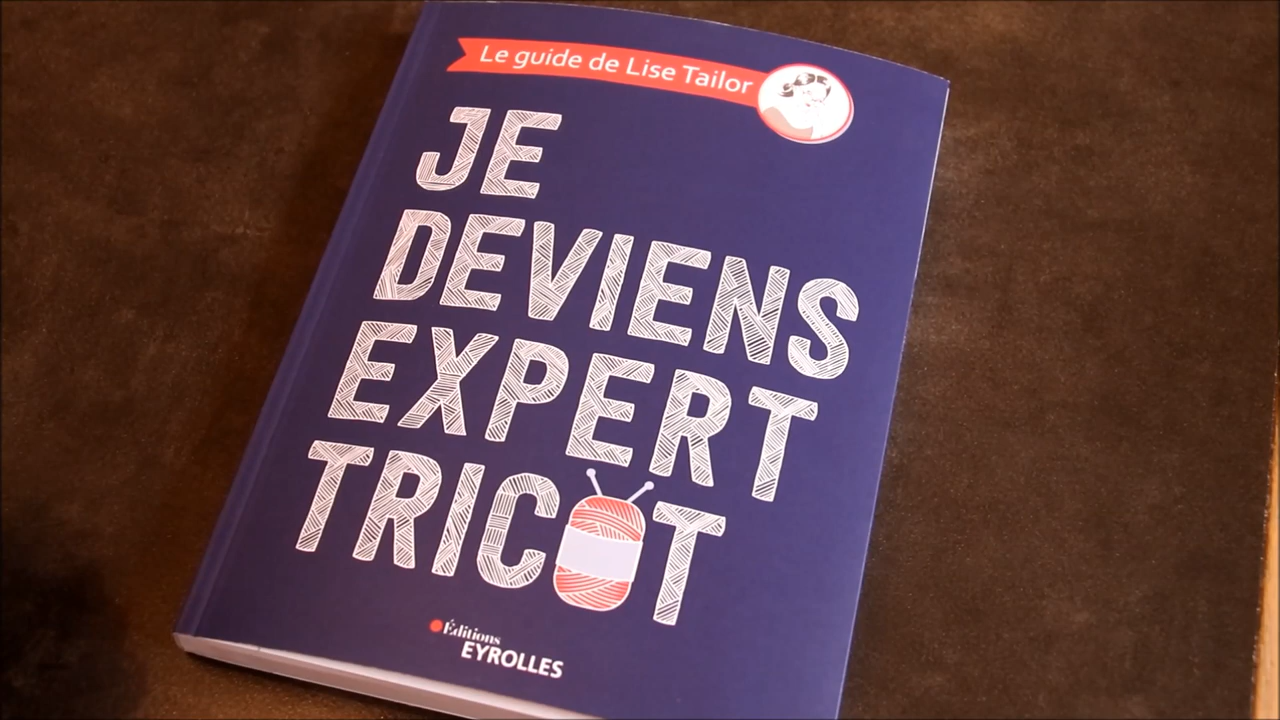 Le guide de Lise Tailor
JE
DEVIENS
EXPERT
TRICOT
Éditions
EYROLLES